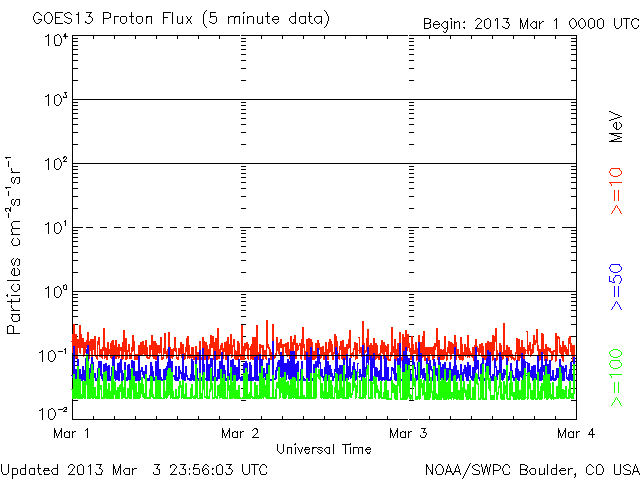 GOES13 Proton Flux (5 minute data)
Begin: 2013 Mar 1 0000 UTC
Particles cm⁻²s⁻¹sr⁻¹
10⁴
10³
10²
10¹
10⁰
10⁻¹
10⁻²
MeV
>=10
>=50
>=100
Mar 1
Mar 2
Mar 3
Mar 4
Universal Time
Updated 2013 Mar 3 23:56:03 UTC
NOAA/SWPC Boulder, CO USA